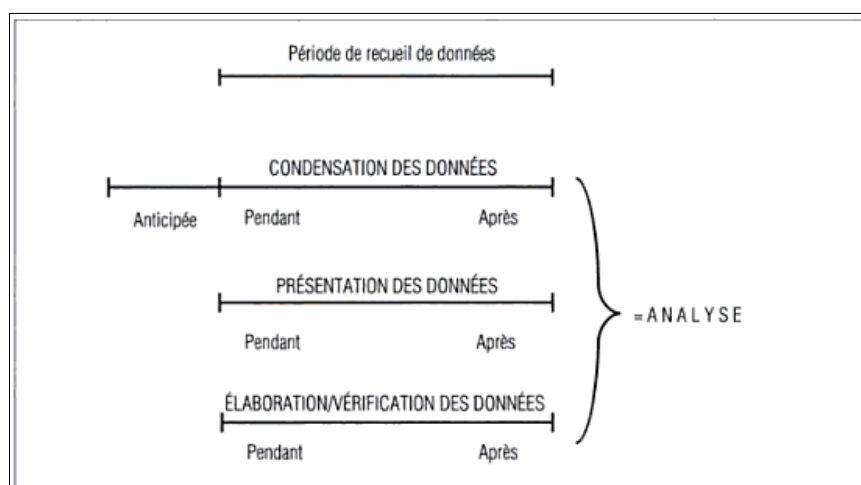 Période de recueil de données
CONDENSATION DES DONNÉES
Anticipée Pendant Après
PRÉSENTATION DES DONNÉES
Pendant Après
=ANALYSE
ÉLABORATION/VÉRIFICATION DES DONNÉES
Pendant Après